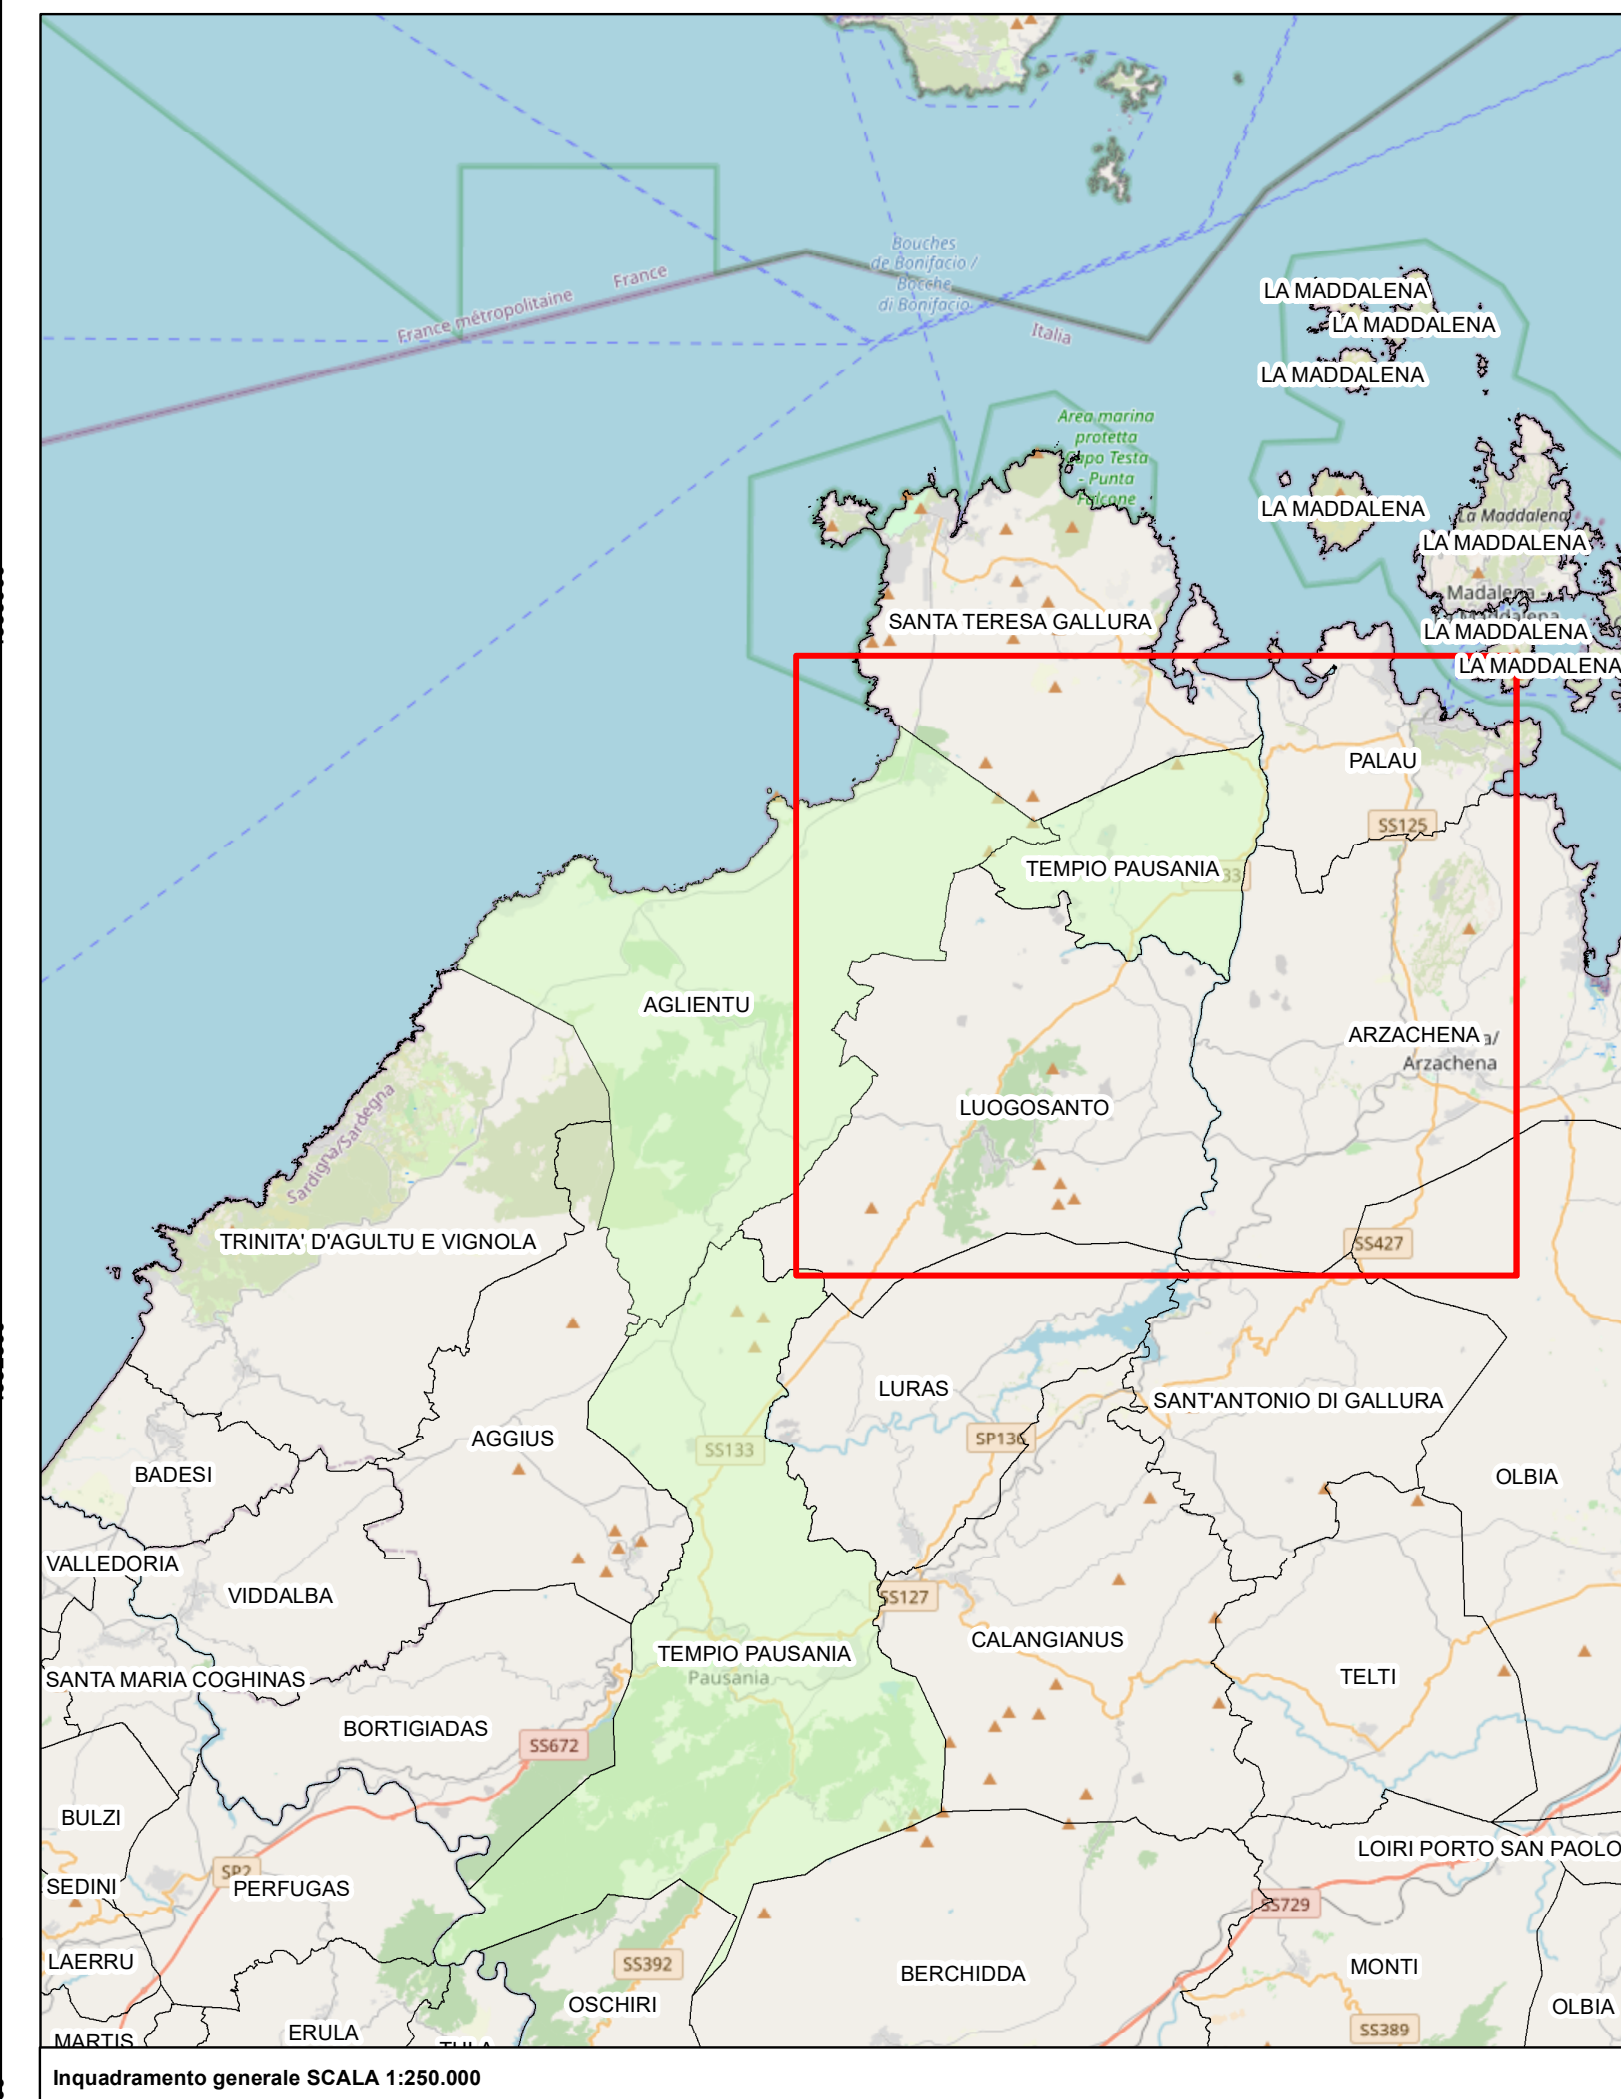 Bouches
de Bonifacio /
Bocche
di Bonifacio
France métropolitaine
France
Italia
LA MADDALENA
LA MADDALENA
LA MADDALENA
Area marina
protetta
Capo Testa
- Punta
Falcone
LA MADDALENA
La Maddalena
LA MADDALENA
Madalena -
La Maddalena
LA MADDALENA
SANTA TERESA GALLURA
LA MADDALENA
PALAU
SS125
TEMPIO PAUSANIA
33
AGLIENTU
ARZACHENA
a/
Arzachena
LUOGOSANTO
Sardigna/Sardegna
TRINITA' D'AGULTU E VIGNOLA
SS427
LURAS
SANT'ANTONIO DI GALLURA
AGGIUS
SS133
SP136
BADESI
OLBIA
VALLEDORIA
VIDDALBA
SS127
CALANGIANUS
TEMPIO PAUSANIA
Pausania
TELTI
SANTA MARIA COGHINAS
BORTIGIADAS
SS672
BULZI
LOIRI PORTO SAN PAOLO
SP2
SEDINI
PERFUGAS
SS729
LAERRU
SS392
BERCHIDDA
MONTI
OSCHIRI
OLBIA
MARTIS
ERULA
TULA
SS389
Inquadramento generale SCALA 1:250.000